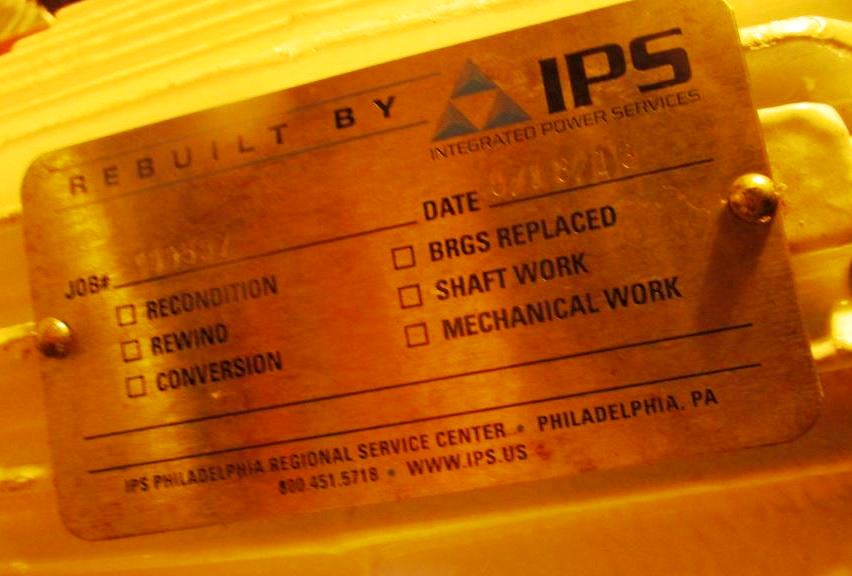 REBUILT BY
IPS
INTEGRATED POWER SERVICES
JOB#
DATE
RECONDITION
REWIND
CONVERSION
BRGS REPLACED
SHAFT WORK
MECHANICAL WORK
IPS PHILADELPHIA REGIONAL SERVICE CENTER • PHILADELPHIA, PA
800.451.5718 • WWW.IPS.US